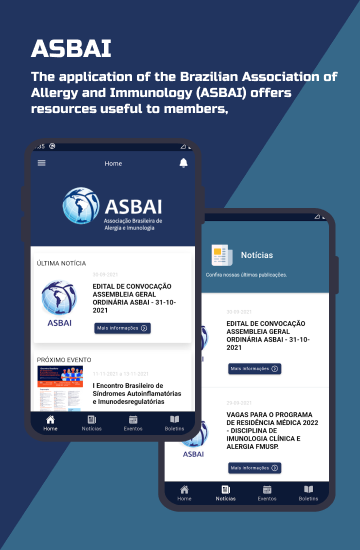 ASBAI
The application of the Brazilian Association of
Allergy and Immunology (ASBAI) offers
resources useful to members,
Home
ASBAI
Associação Brasileira de
Alergia e Imunologia
ÚLTIMA NOTÍCIA
30-09-2021
EDITAL DE CONVOCAÇÃO
ASSEMBLEIA GERAL
ORDINÁRIA ASBAI - 31-10-
2021
ASBAI
Mais informações
PRÓXIMO EVENTO
11-11-2021 a 13-11-2021
I Encontro Brasileiro de
Síndromes Autoinflamatórias
e Imunodesregulatórias
Home
Notícias
Eventos
Boletins
Notícias
Confira nossas últimas publicações.
30-09-2021
EDITAL DE CONVOCAÇÃO
ASSEMBLEIA GERAL
ORDINÁRIA ASBAI - 31-10-
2021
Mais informações
VAGAS PARA O PROGRAMA
DE RESIDÊNCIA MÉDICA 2022
- DISCIPLINA DE
IMUNOLOGIA CLÍNICA E
ALERGIA FMUSP.
ASBAI
Mais informações
Home
Notícias
Eventos
Boletins